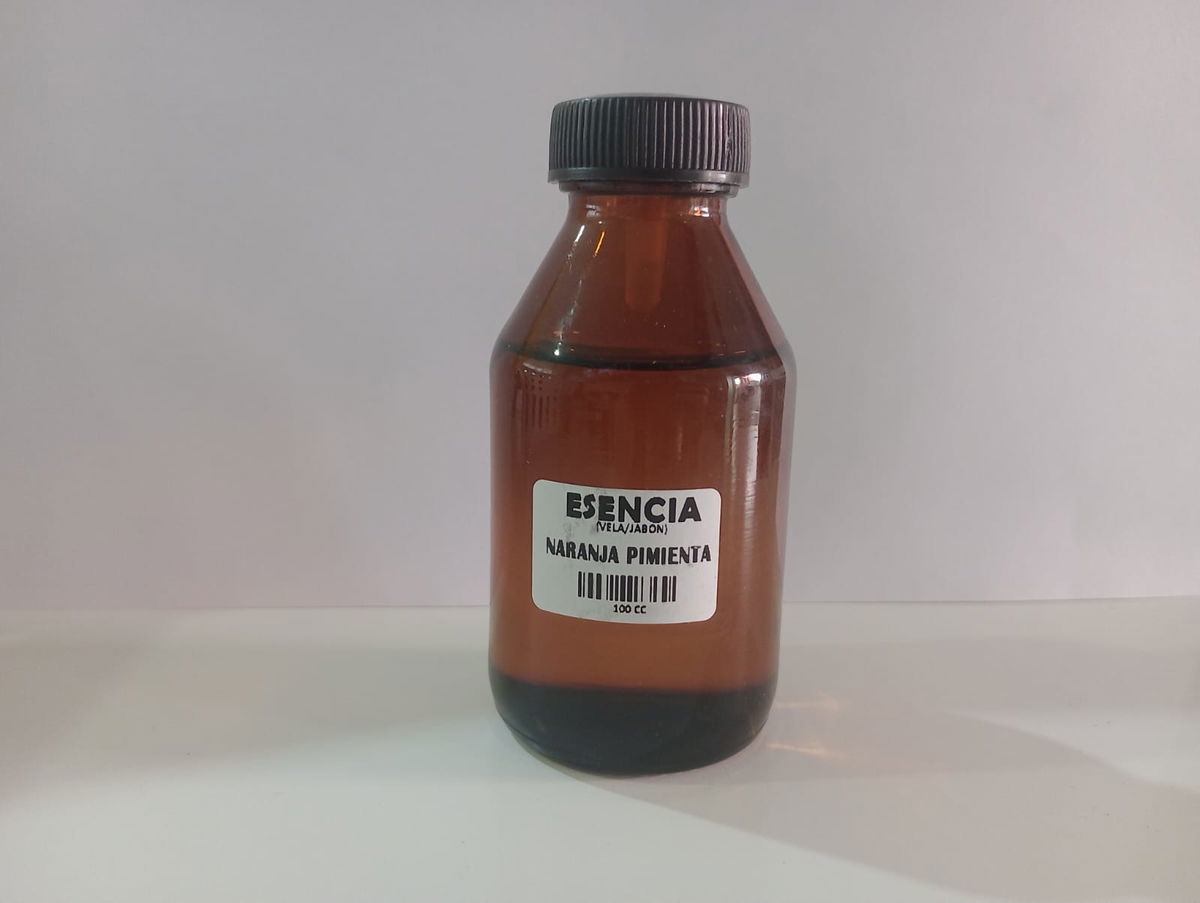 ESENCIA
(VELA/JABON)
NARANJA PIMIENTA
100 CC